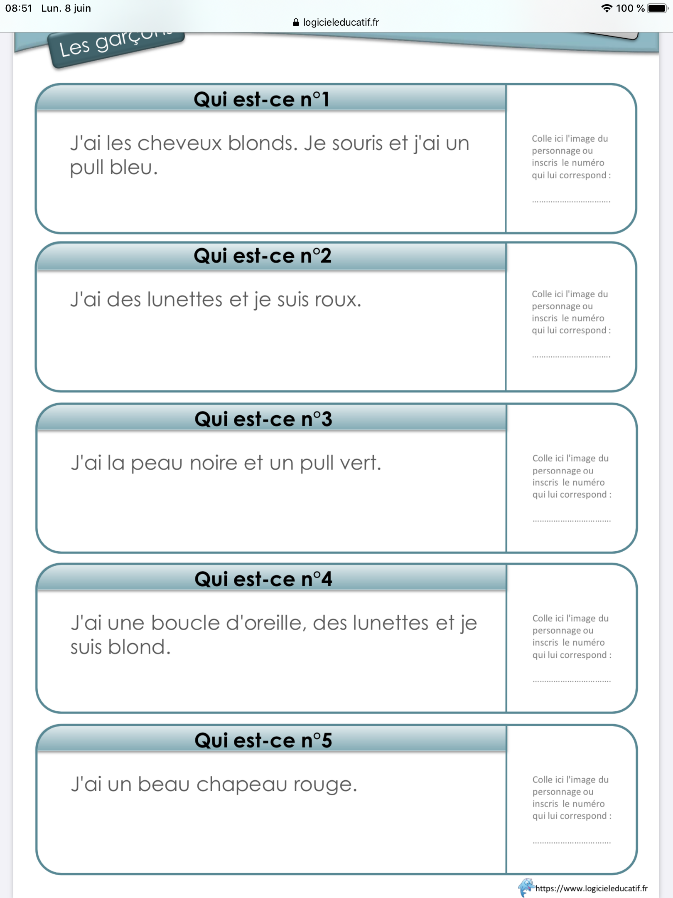 08:51 Lun. 8 juin 100 %
logicieleducatif.fr
Les garçons
Qui est-ce n°1
J'ai les cheveux blonds. Je souris et j'ai un
pull bleu.
Colle ici l'image du
personnage ou
inscris le numéro
qui lui correspond :
.................................
Qui est-ce n°2
J'ai des lunettes et je suis roux.
Colle ici l'image du
personnage ou
inscris le numéro
qui lui correspond :
.................................
Qui est-ce n°3
J'ai la peau noire et un pull vert.
Colle ici l'image du
personnage ou
inscris le numéro
qui lui correspond :
.................................
Qui est-ce n°4
J'ai une boucle d'oreille, des lunettes et je
suis blond.
Colle ici l'image du
personnage ou
inscris le numéro
qui lui correspond :
.................................
Qui est-ce n°5
J'ai un beau chapeau rouge.
Colle ici l'image du
personnage ou
inscris le numéro
qui lui correspond :
.................................
https://www.logicieleducatif.fr